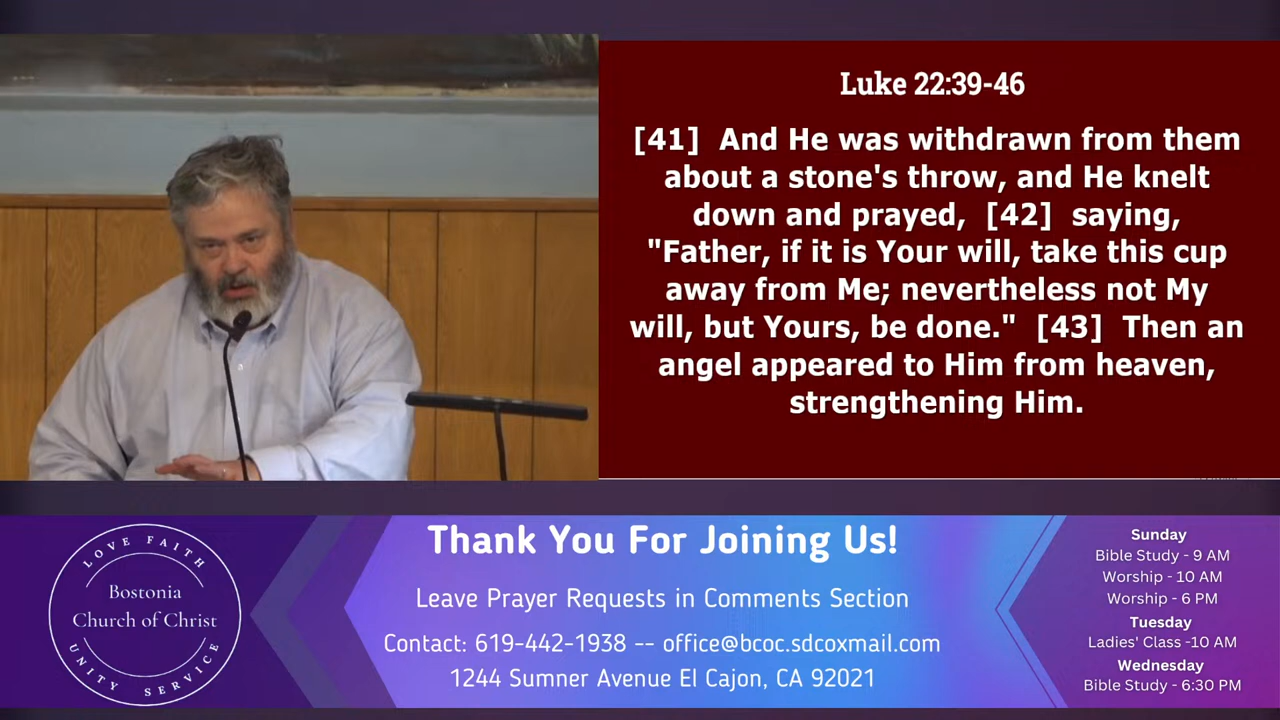 Luke 22:39-46
[41] And He was withdrawn from them
about a stone's throw, and He knelt
down and prayed, [42] saying,
"Father, if it is Your will, take this cup
away from Me; nevertheless not My
will, but Yours, be done." [43] Then an
angel appeared to Him from heaven,
strengthening Him.
LOVE FAITH
Bostonia
Church of Christ
UNITY SERVICE
Thank You For Joining Us!
Leave Prayer Requests in Comments Section
Contact: 619-442-1938 -- office@bcoc.sdcoxmail.com
1244 Sumner Avenue El Cajon, CA 92021
Sunday
Bible Study - 9 AM
Worship - 10 AM
Worship - 6 PM
Tuesday
Ladies' Class -10 AM
Wednesday
Bible Study - 6:30 PM